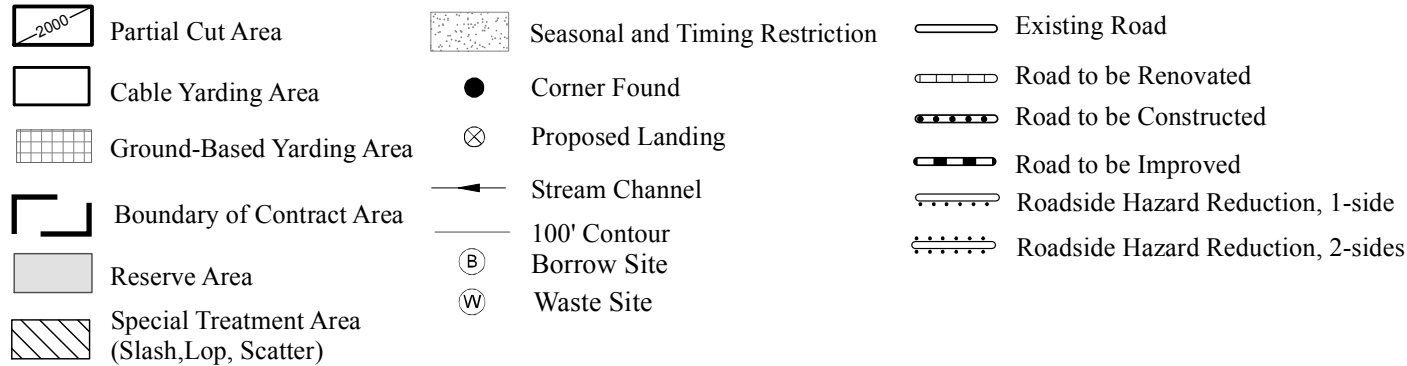 2000
Partial Cut Area
Cable Yarding Area
Ground-Based Yarding Area
Boundary of Contract Area
Reserve Area
Special Treatment Area
(Slash,Lop, Scatter)
Seasonal and Timing Restriction
Corner Found
Proposed Landing
Stream Channel
100' Contour
B Borrow Site
W Waste Site
Existing Road
Road to be Renovated
Road to be Constructed
Road to be Improved
Roadside Hazard Reduction, 1-side
Roadside Hazard Reduction, 2-sides